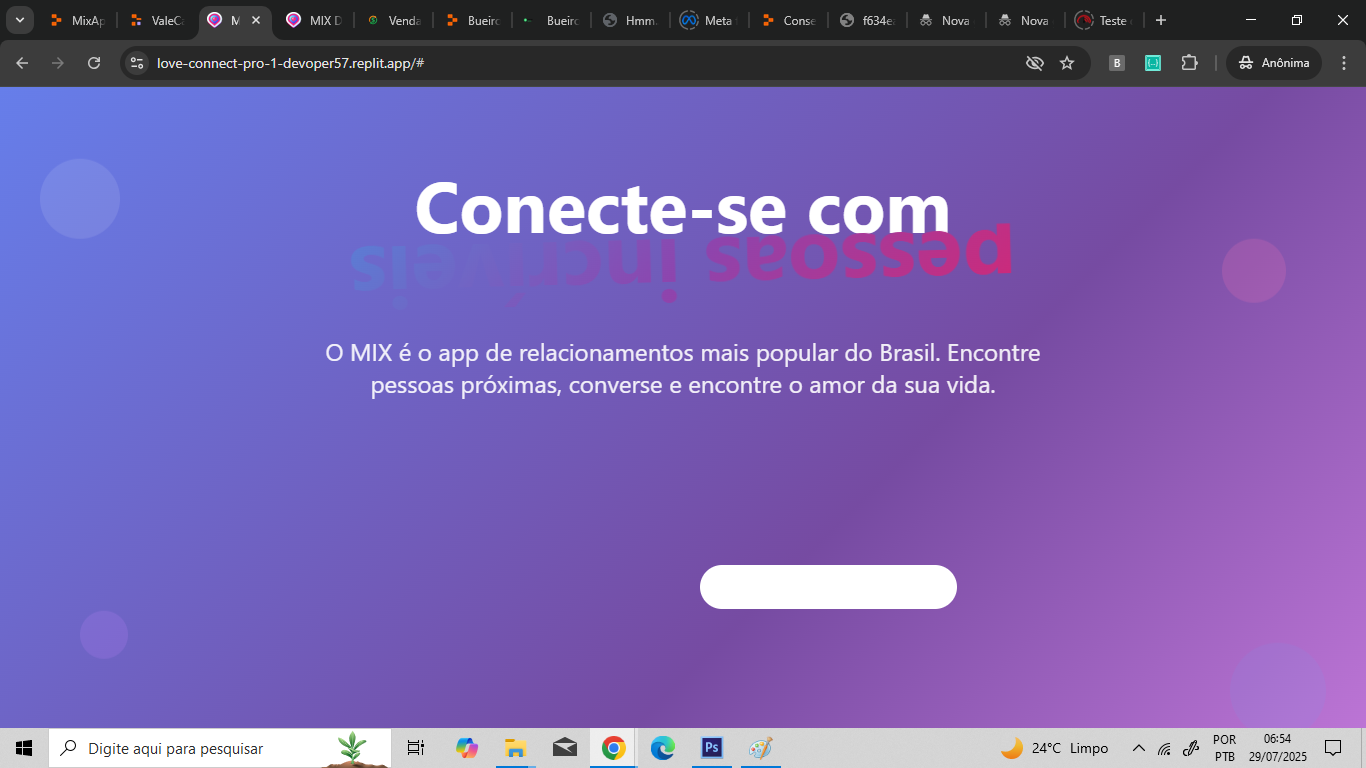 MixAp
ValeCa
M
MIX D
Venda
Bueiro
Bueiro
Hmm.
Meta
Conse
f634e
Nova
Nova
Teste
love-connect-pro-1-devoper57.replit.app/#
B
Anônima
Conecte-se com
pessoas incríveis
O MIX é o app de relacionamentos mais popular do Brasil. Encontre
pessoas próximas, converse e encontre o amor da sua vida.
Digite aqui para pesquisar
Ps
24°C Limpo
POR
PTB
06:54
29/07/2025